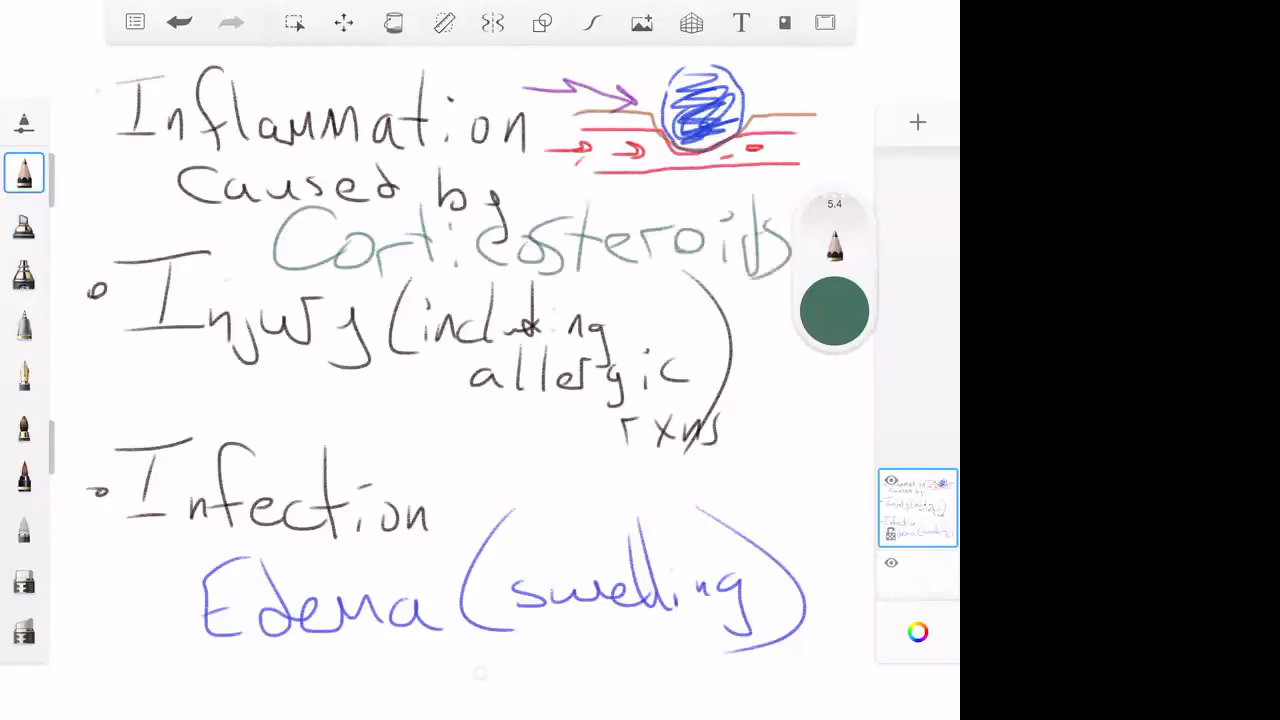 Inflammation
Caused by
Corticosteroids
Injury (including
allergic
rxns)
Infection
Edema (swelling)
5.4
T